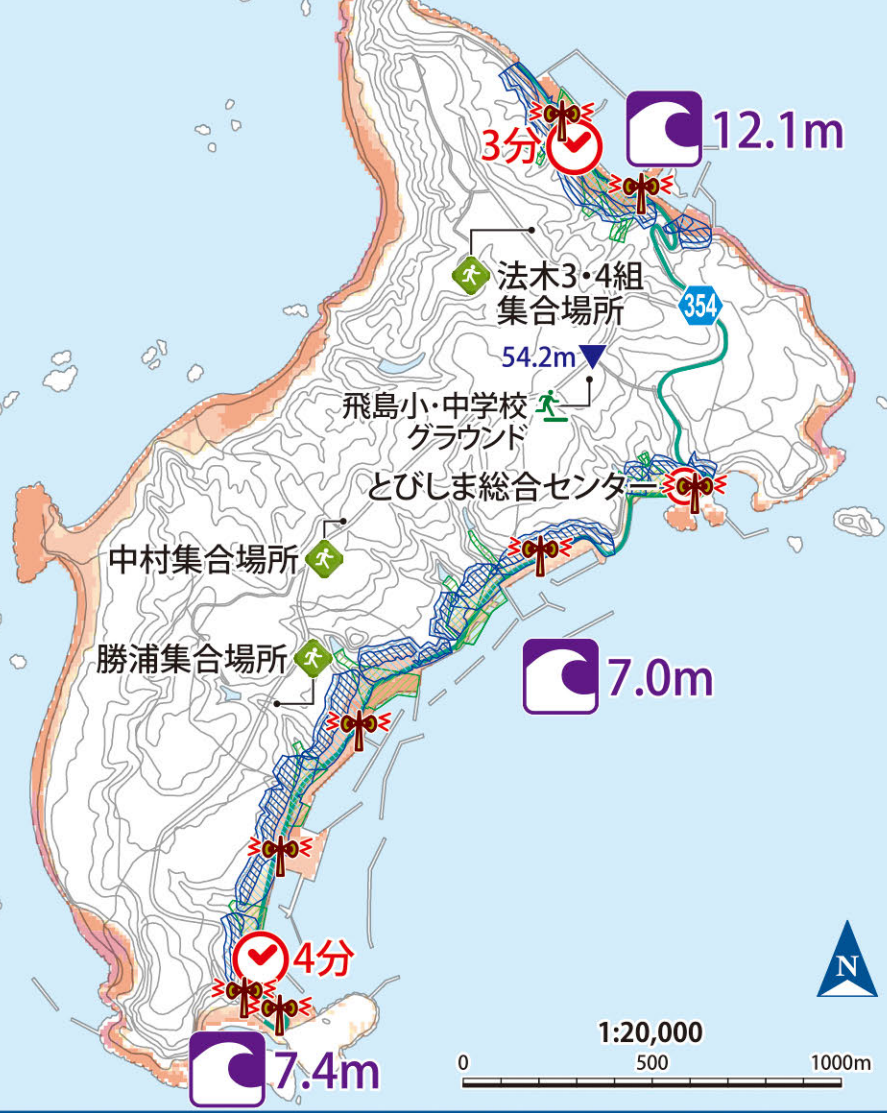 3分
12.1m
法木3・4組
集合場所
354
54.2m
飛島小・中学校
グラウンド
とびしま総合センター
中村集合場所
勝浦集合場所
7.0m
4分
7.4m
N
1:20,000
0 500 1000m